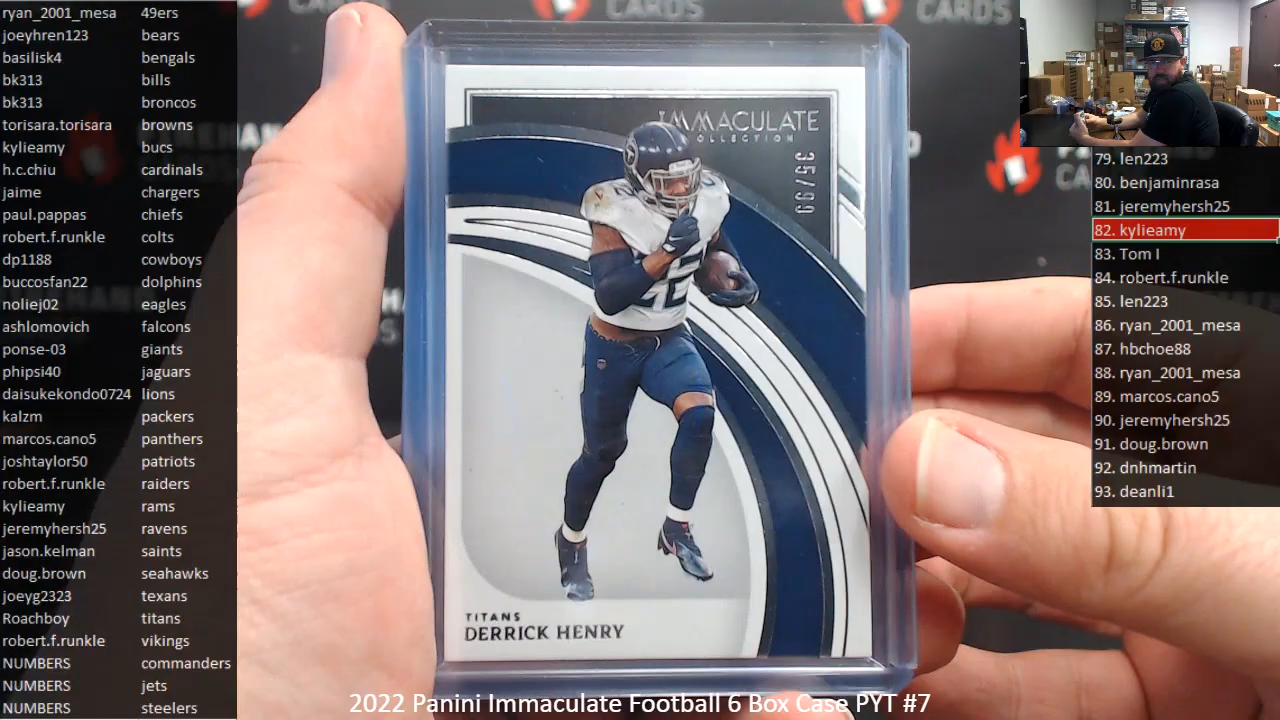 ryan_2001_mesa 49ers
joeyhren123 bears
basilisk4 bengals
bk313 bills
bk313 broncos
torisara.torisara browns
kylieamy bucs
h.c.chiu cardinals
jaime chargers
paul.pappas chiefs
robert.f.runkle colts
dp1188 cowboys
buccosfan22 dolphins
noliej02 eagles
ashlomovich falcons
ponse-03 giants
phipsi40 jaguars
daisukekondo0724 lions
kalzm packers
marcos.cano5 panthers
joshtaylor50 patriots
robert.f.runkle raiders
kylieamy rams
jeremyhersh25 ravens
jason.kelman saints
doug.brown seahawks
joeyg2323 texans
Roachboy titans
robert.f.runkle vikings
NUMBERS commanders
NUMBERS jets
NUMBERS steelers
CARDS
CARDS
CARDS
IMMACULATE
COLLECTION
35/99
22
TITANS
DERRICK HENRY
79. len223
80. benjaminrasa
81. jeremyhersh25
82. kylieamy
83. Tom I
84. robert.f.runkle
85. len223
86. ryan_2001_mesa
87. hbchoe88
88. ryan_2001_mesa
89. marcos.cano5
90. jeremyhersh25
91. doug.brown
92. dnhmartin
93. deanli1
2022 Panini Immaculate Football 6 Box Case PYT #7